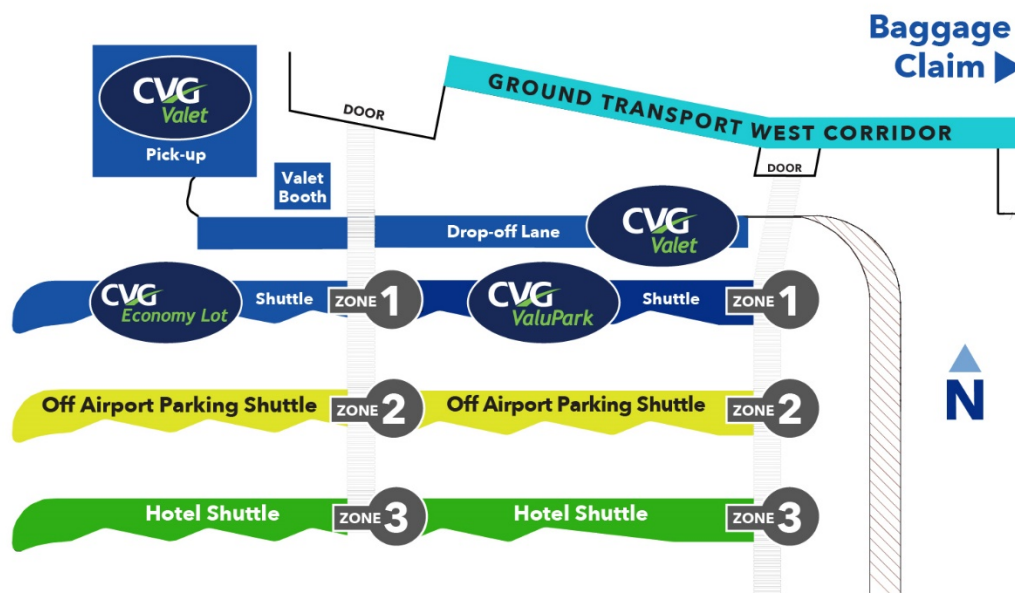 Baggage
Claim
CVG
Valet
Pick-up
DOOR
GROUND TRANSPORT WEST CORRIDOR
DOOR
Valet
Booth
Drop-off Lane
CVG
Valet
CVG
Economy Lot
Shuttle
ZONE 1
CVG
ValuPark
Shuttle
ZONE 1
Off Airport Parking Shuttle
ZONE 2
Off Airport Parking Shuttle
ZONE 2
N
Hotel Shuttle
ZONE 3
Hotel Shuttle
ZONE 3